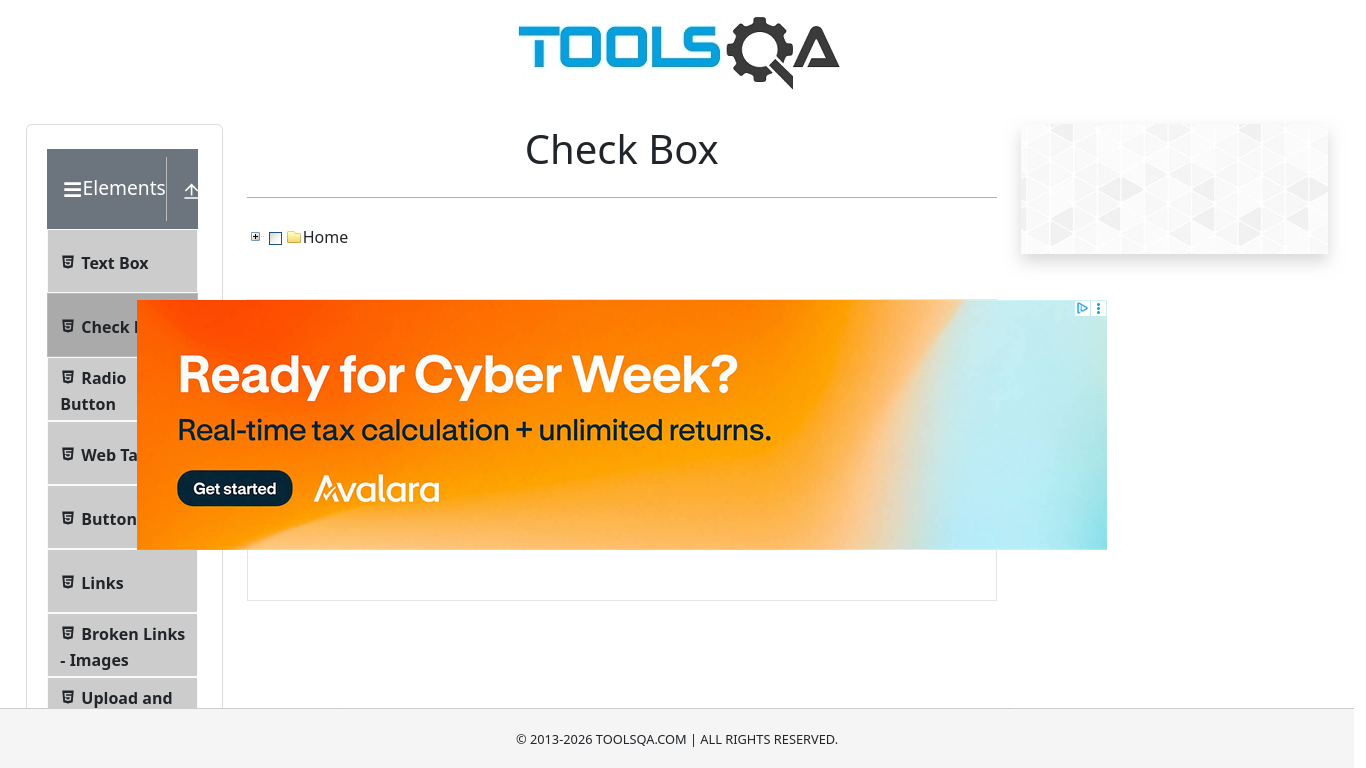 TOOLSQA
Check Box
Elements
Text Box
Check
Radio
Button
Web Ta
Button
Links
Broken Links
- Images
Upload and
Home
Ready for Cyber Week?
Real-time tax calculation + unlimited returns.
Get started
Avalara
© 2013-2026 TOOLSQA.COM | ALL RIGHTS RESERVED.